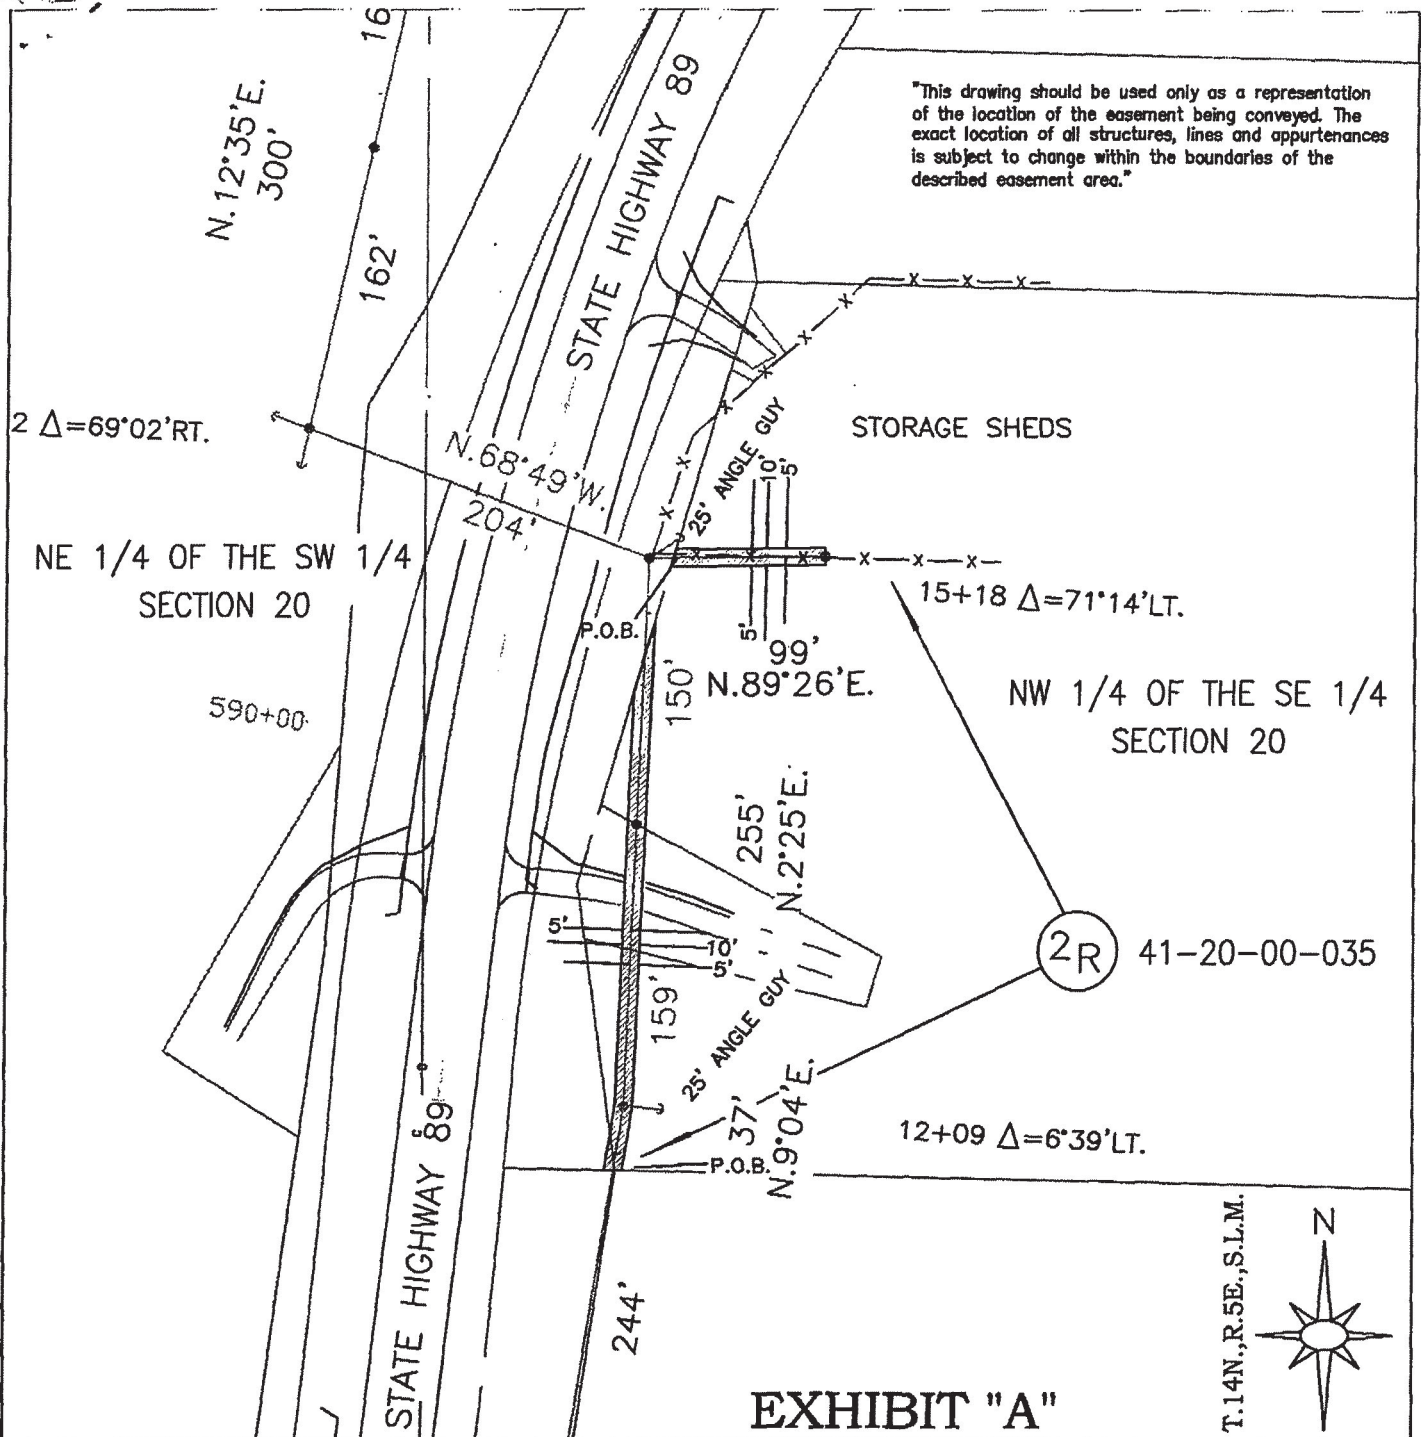 16
N.12°35'E.
300'
162'
STATE HIGHWAY 89
"This drawing should be used only as a representation
of the location of the easement being conveyed. The
exact location of all structures, lines and appurtenances
is subject to change within the boundaries of the
described easement area."
2 Δ=69°02'RT.
N.68°49'W.
204'
25' ANGLE GUY
10'
5'
STORAGE SHEDS
NE 1/4 OF THE SW 1/4
SECTION 20
15+18 Δ=71°14'LT.
P.O.B.
5'
99'
N.89°26'E.
150'
NW 1/4 OF THE SE 1/4
SECTION 20
590+00
255'
N.2°25'E.
5'
10'
5'
159'
25' ANGLE GUY
2R
41-20-00-035
37'
N.9°04'E.
P.O.B.
12+09 Δ=6°39'LT.
STATE HIGHWAY 89
244'
T.14N.,R.5E.,S.L.M.
N
EXHIBIT "A"